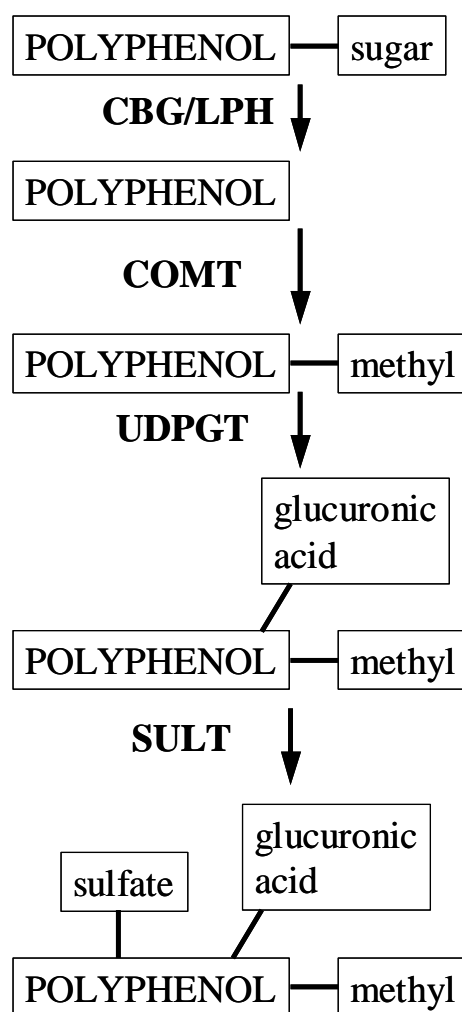 POLYPHENOL sugar
CBG/LPH
POLYPHENOL
COMT
POLYPHENOL methyl
UDPGT
glucuronic
acid
POLYPHENOL methyl
SULT
glucuronic
sulfate acid
POLYPHENOL methyl